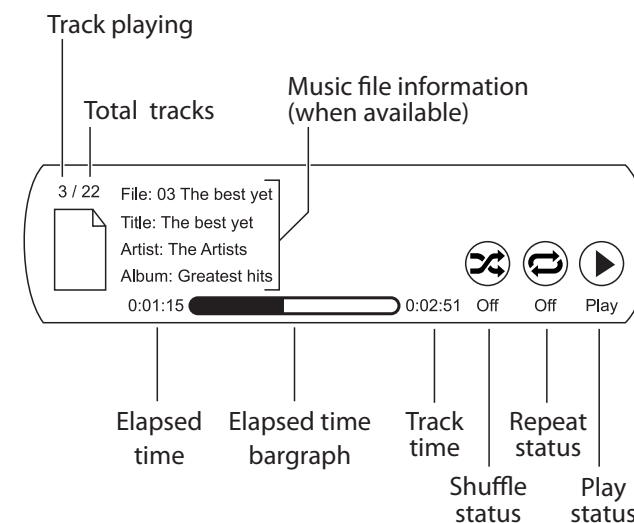 Track playing
Total tracks
Music file information
(when available)
3 / 22
File: 03 The best yet
Title: The best yet
Artist: The Artists
Album: Greatest hits
0:01:15
0:02:51
Off
Off
Play
Elapsed
time
Elapsed time
bargraph
Track
time
Repeat
status
Shuffle
status
Play
status